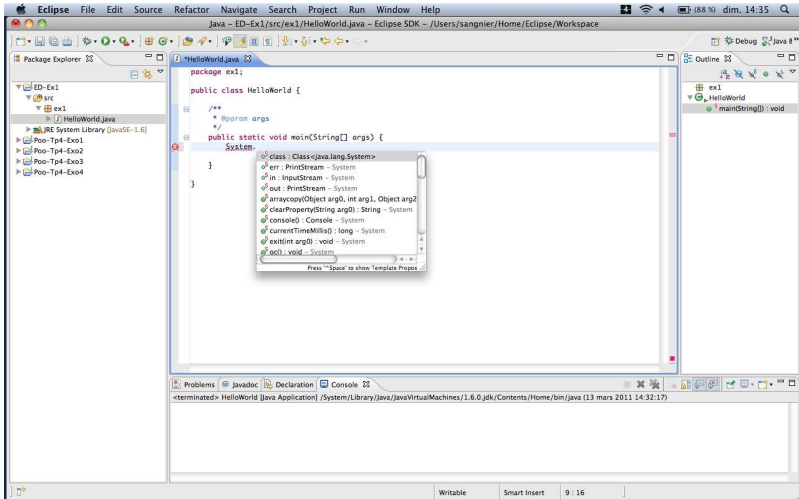 Eclipse File Edit Source Refactor Navigate Search Project Run Window Help (88 %) dim. 14:35
Java – ED-Ex1/src/ex1/HelloWorld.java – Eclipse SDK – /Users/sangnier/Home/Eclipse/Workspace
Debug Java
Package Explorer
*HelloWorld.java
Outline
ED-Ex1
src
ex1
HelloWorld.java
JRE System Library [JavaSE-1.6]
Poo-Tp4-Exo1
Poo-Tp4-Exo2
Poo-Tp4-Exo3
Poo-Tp4-Exo4
package ex1;
public class HelloWorld {
/**
* @param args
*/
public static void main(String[] args) {
System.
}
}
class : Class<java.lang.System>
err : PrintStream – System
in : InputStream – System
out : PrintStream – System
arraycopy(Object arg0, int arg1, Object arg2
clearProperty(String arg0) : String – System
console() : Console – System
currentTimeMillis() : long – System
exit(int arg0) : void – System
gc() : void – System
Press '^Space' to show Template Propos
ex1
HelloWorld
main(String[]) : void
Problems Javadoc Declaration Console
<terminated> HelloWorld [Java Application] /System/Library/Java/JavaVirtualMachines/1.6.0.jdk/Contents/Home/bin/java (13 mars 2011 14:32:17)
Writable Smart Insert 9 : 16